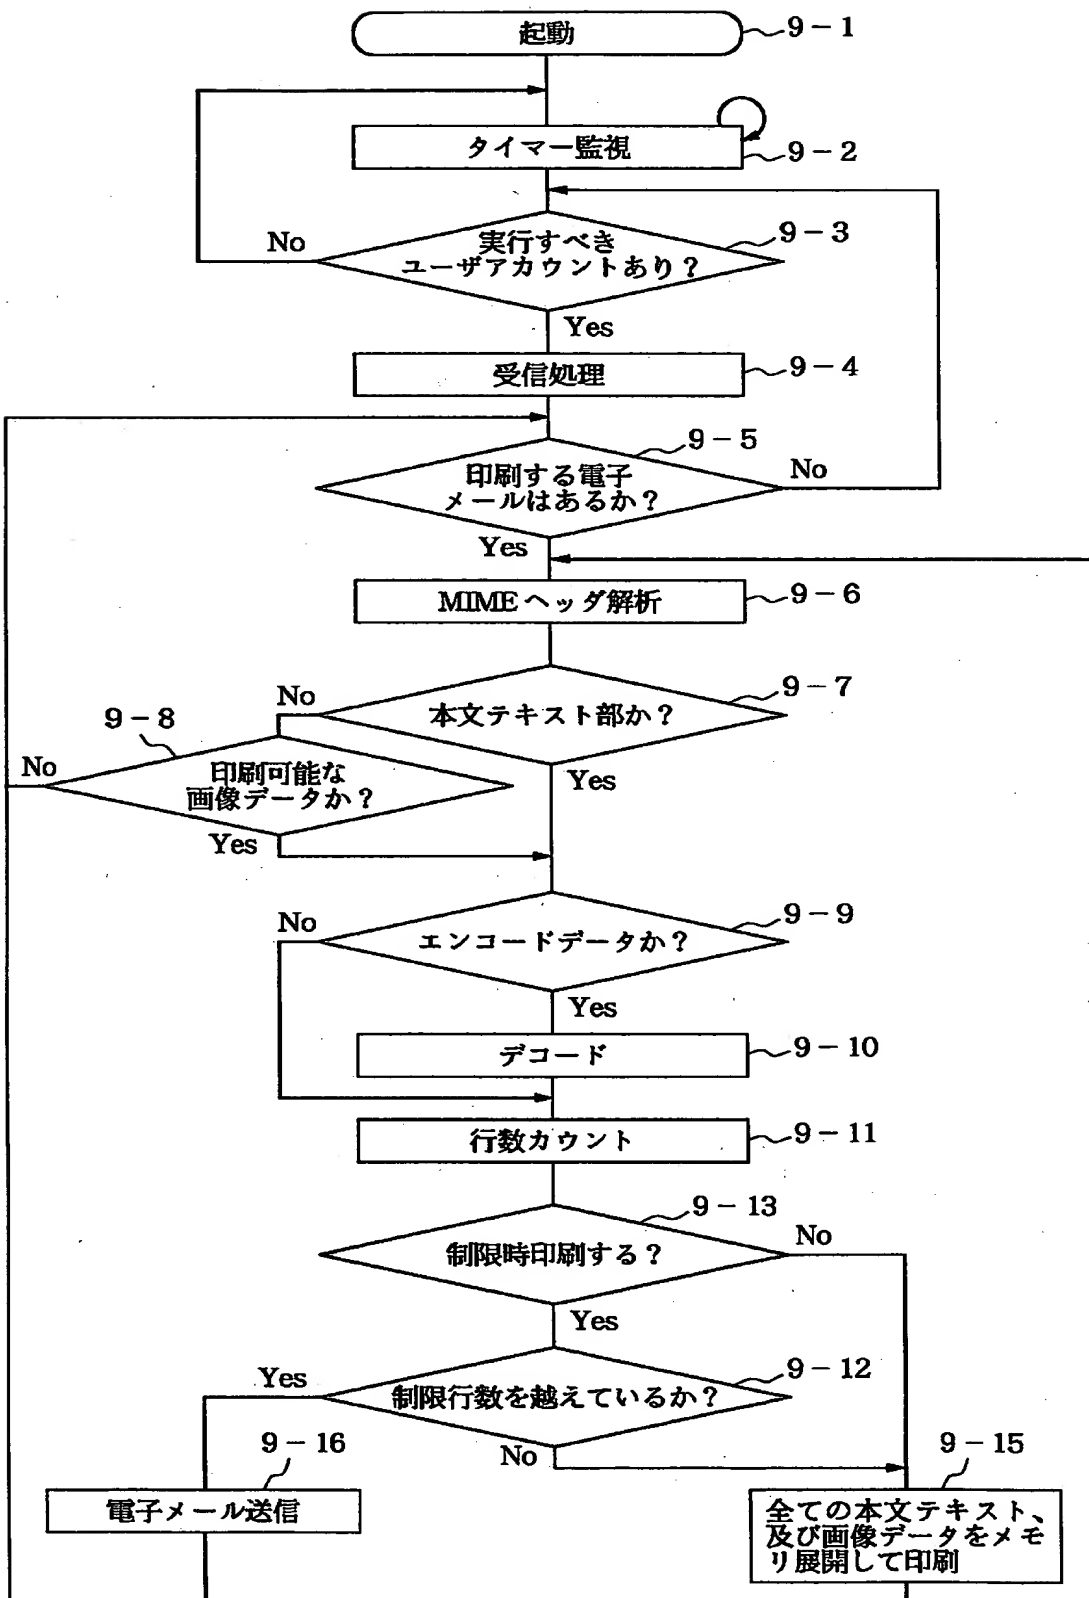 起動
9-1
タイマー監視
9-2
No
実行すべき
ユーザアカウントあり？
9-3
Yes
受信処理
9-4
9-5
印刷する電子
メールはあるか？
No
Yes
MIMEヘッダ解析
9-6
No
本文テキスト部か？
9-7
9-8
No
印刷可能な
画像データか？
Yes
Yes
No
エンコードデータか？
9-9
Yes
デコード
9-10
行数カウント
9-11
9-13
制限時印刷する？
No
Yes
Yes
制限行数を越えているか？
9-12
No
9-16
電子メール送信
9-15
全ての本文テキスト、
及び画像データをメモ
リ展開して印刷